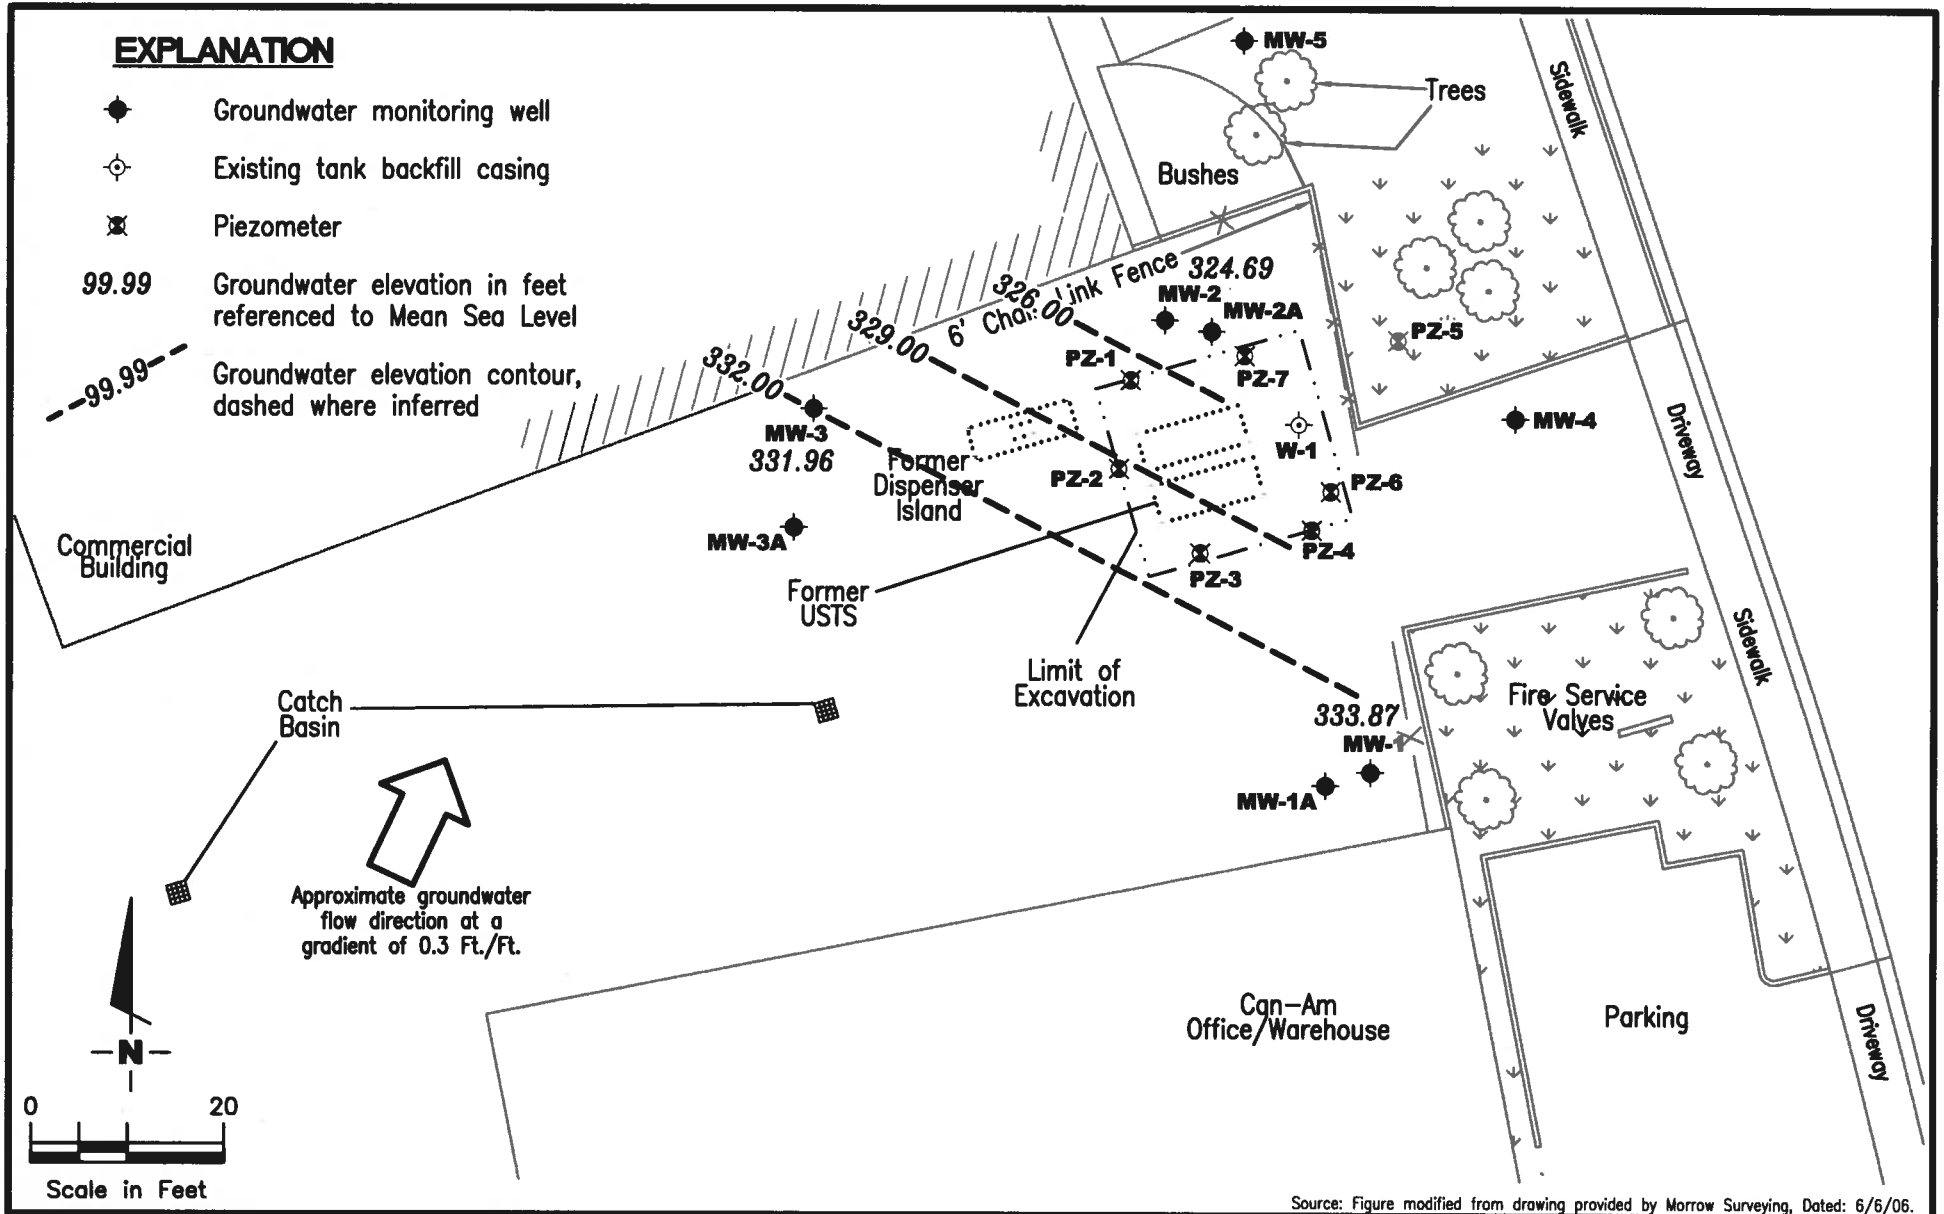 EXPLANATION
Groundwater monitoring well
Existing tank backfill casing
Piezometer
99.99
Groundwater elevation in feet
referenced to Mean Sea Level
99.99
Groundwater elevation contour,
dashed where inferred
MW-5
Trees
Sidewalk
Bushes
6' Chain Link Fence
324.69
MW-2
MW-2A
326.00
329.00
332.00
PZ-1
PZ-7
PZ-5
MW-4
Driveway
MW-3
331.96
Former
Dispenser
Island
PZ-2
W-1
PZ-6
MW-3A
PZ-4
PZ-3
Commercial
Building
Former
USTS
Limit of
Excavation
Sidewalk
Fire Service
Valves
333.87
MW-1
MW-1A
Catch
Basin
Approximate groundwater
flow direction at a
gradient of 0.3 Ft./Ft.
Can-Am
Office/Warehouse
Parking
Driveway
N
0 20
Scale in Feet
Source: Figure modified from drawing provided by Morrow Surveying, Dated: 6/6/06.